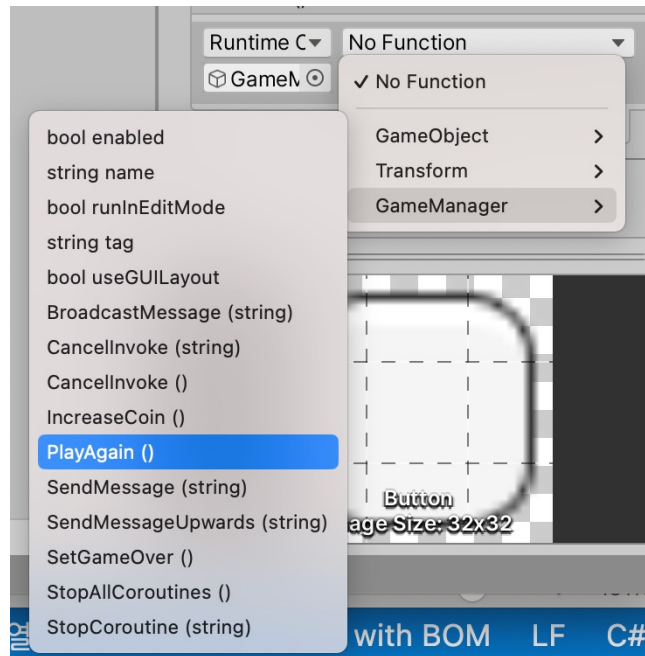 Runtime C
No Function
GameM
No Function
GameObject
Transform
GameManager
bool enabled
string name
bool runInEditMode
string tag
bool useGUILayout
BroadcastMessage (string)
CancelInvoke (string)
CancelInvoke ()
IncreaseCoin ()
PlayAgain ()
SendMessage (string)
SendMessageUpwards (string)
SetGameOver ()
StopAllCoroutines ()
StopCoroutine (string)
Button
age Size: 32x32
열
with BOM LF C#